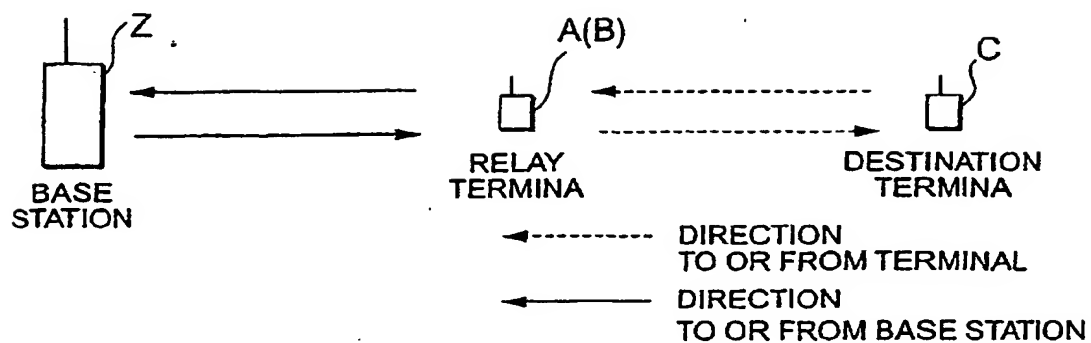 Z
A(B)
C
BASE
STATION
RELAY
TERMINA
DESTINATION
TERMINA
DIRECTION
TO OR FROM TERMINAL
DIRECTION
TO OR FROM BASE STATION